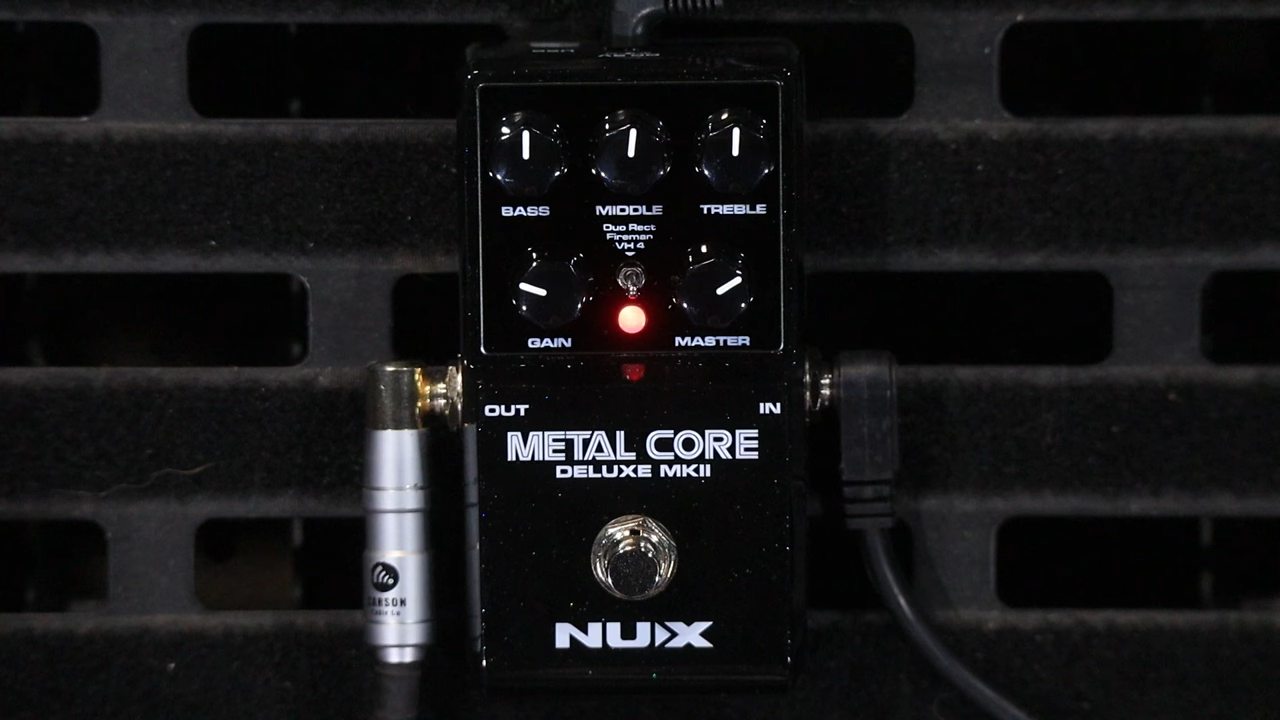 BASS MIDDLE TREBLE
Duo Rect
Fireman
VH 4
GAIN MASTER
OUT IN
METAL CORE
DELUXE MKII
NUX